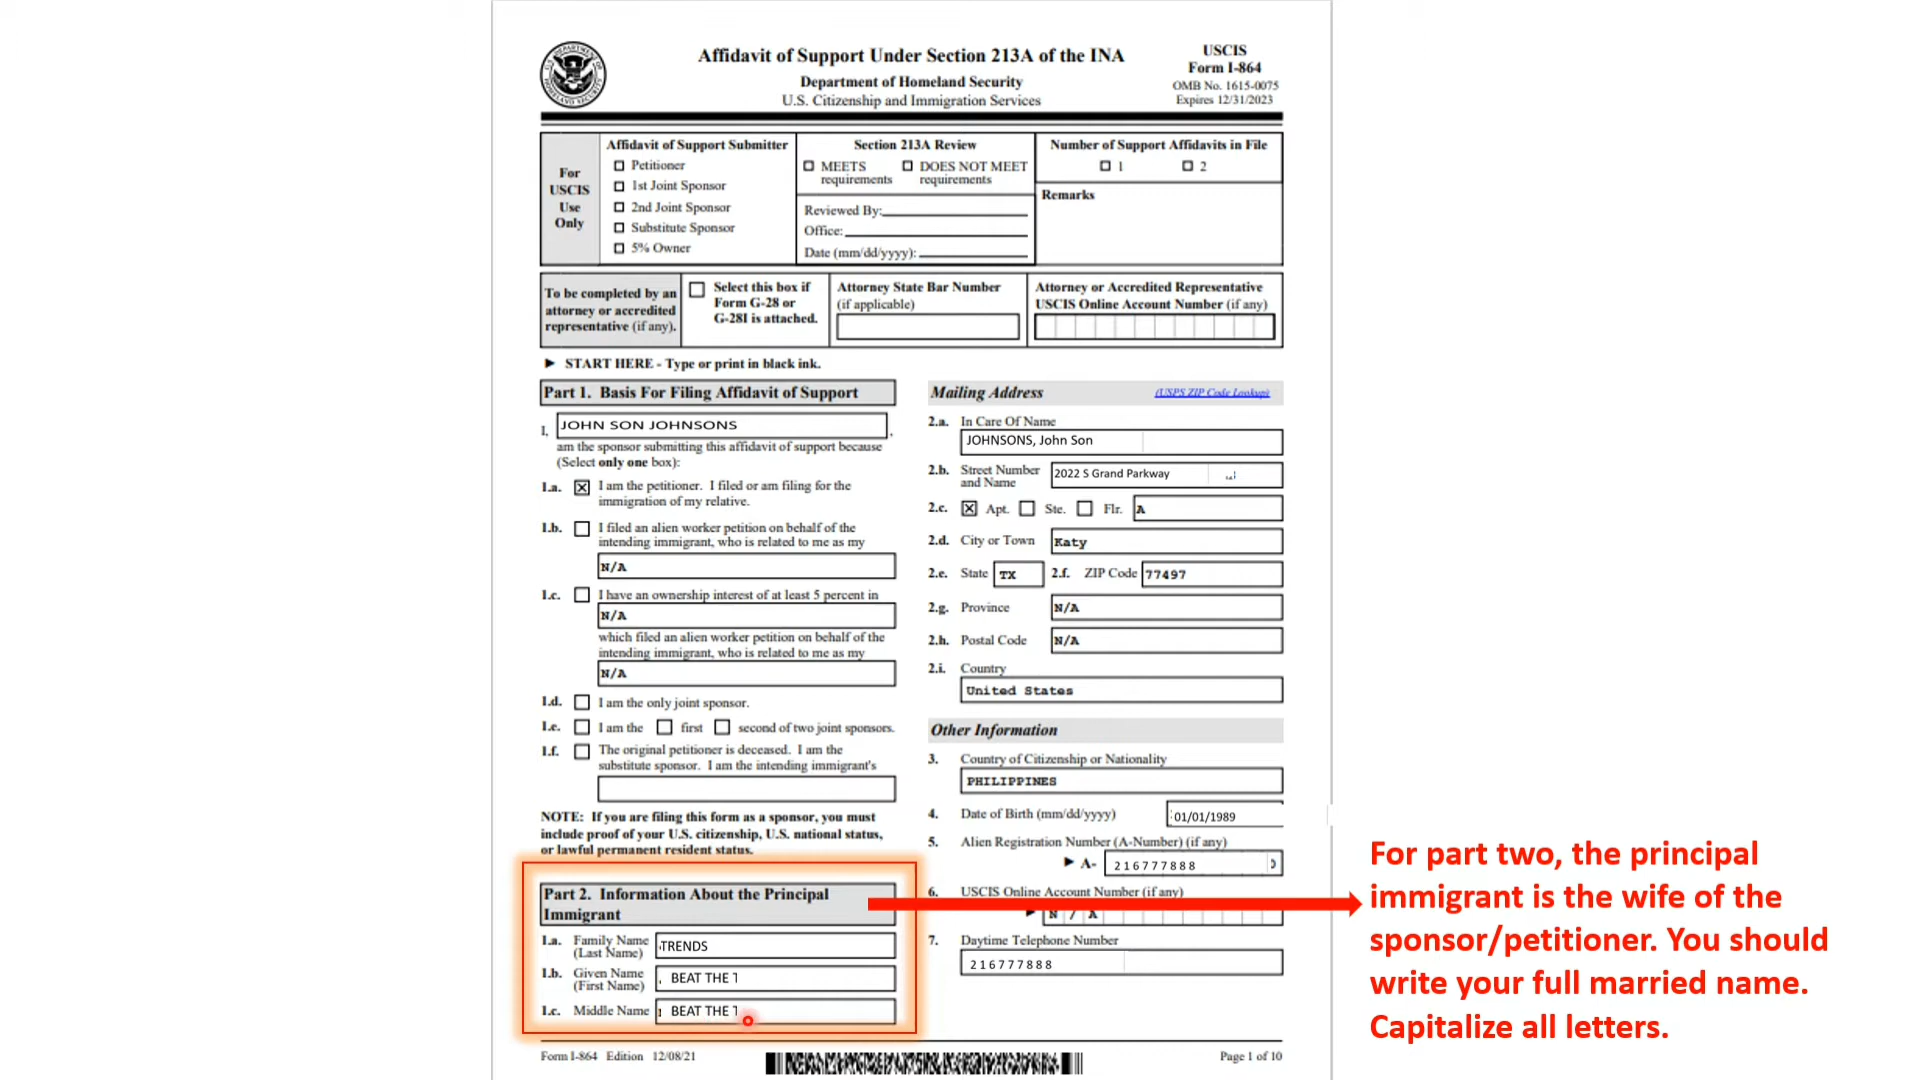 Affidavit of Support Under Section 213A of the INA
Department of Homeland Security
U.S. Citizenship and Immigration Services
USCIS
Form I-864
OMB No. 1615-0075
Expires 12/31/2023
For
USCIS
Use
Only
Affidavit of Support Submitter
Petitioner
1st Joint Sponsor
2nd Joint Sponsor
Substitute Sponsor
5% Owner
Section 213A Review
MEETS requirements
DOES NOT MEET requirements
Reviewed By:
Office:
Date (mm/dd/yyyy):
Number of Support Affidavits in File
1 2
Remarks
To be completed by an
attorney or accredited
representative (if any).
Select this box if
Form G-28 or
G-28I is attached.
Attorney State Bar Number
(if applicable)
Attorney or Accredited Representative
USCIS Online Account Number (if any)
► START HERE - Type or print in black ink.
Part 1. Basis For Filing Affidavit of Support
I, JOHN SON JOHNSONS ,
am the sponsor submitting this affidavit of support because
(Select only one box):
1.a. X I am the petitioner. I filed or am filing for the
immigration of my relative.
1.b. I filed an alien worker petition on behalf of the
intending immigrant, who is related to me as my
N/A
1.c. I have an ownership interest of at least 5 percent in
N/A
which filed an alien worker petition on behalf of the
intending immigrant, who is related to me as my
N/A
1.d. I am the only joint sponsor.
1.e. I am the first second of two joint sponsors.
1.f. The original petitioner is deceased. I am the
substitute sponsor. I am the intending immigrant's
NOTE: If you are filing this form as a sponsor, you must
include proof of your U.S. citizenship, U.S. national status,
or lawful permanent resident status.
Part 2. Information About the Principal
Immigrant
1.a. Family Name
(Last Name)
TRENDS
1.b. Given Name
(First Name)
BEAT THE T
1.c. Middle Name BEAT THE T
Mailing Address (USPS ZIP Code Lookup)
2.a. In Care Of Name
JOHNSONS, John Son
2.b. Street Number
and Name
2022 S Grand Parkway
2.c. X Apt. Ste. Flr. A
2.d. City or Town Katy
2.e. State TX 2.f. ZIP Code 77497
2.g. Province N/A
2.h. Postal Code N/A
2.i. Country
United States
Other Information
3. Country of Citizenship or Nationality
PHILIPPINES
4. Date of Birth (mm/dd/yyyy) 01/01/1989
5. Alien Registration Number (A-Number) (if any)
► A- 216777888
6. USCIS Online Account Number (if any)
► N / A
7. Daytime Telephone Number
216777888
Form I-864 Edition 12/08/21
Page 1 of 10
For part two, the principal
immigrant is the wife of the
sponsor/petitioner. You should
write your full married name.
Capitalize all letters.